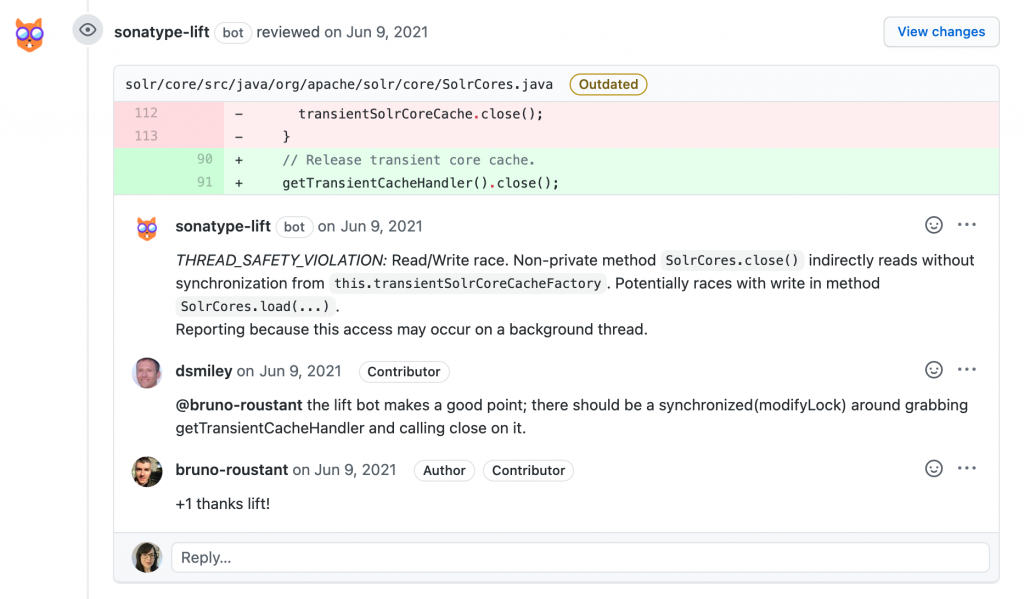 sonatype-lift bot reviewed on Jun 9, 2021
View changes
solr/core/src/java/org/apache/solr/core/SolrCores.java Outdated
112 - transientSolrCoreCache.close();
113 - }
90 + // Release transient core cache.
91 + getTransientCacheHandler().close();
sonatype-lift bot on Jun 9, 2021
THREAD_SAFETY_VIOLATION: Read/Write race. Non-private method SolrCores.close() indirectly reads without
synchronization from this.transientSolrCoreCacheFactory. Potentially races with write in method
SolrCores.load(...).
Reporting because this access may occur on a background thread.
dsmiley on Jun 9, 2021 Contributor
@bruno-roustant the lift bot makes a good point; there should be a synchronized(modifyLock) around grabbing
getTransientCacheHandler and calling close on it.
bruno-roustant on Jun 9, 2021 Author Contributor
+1 thanks lift!
Reply...